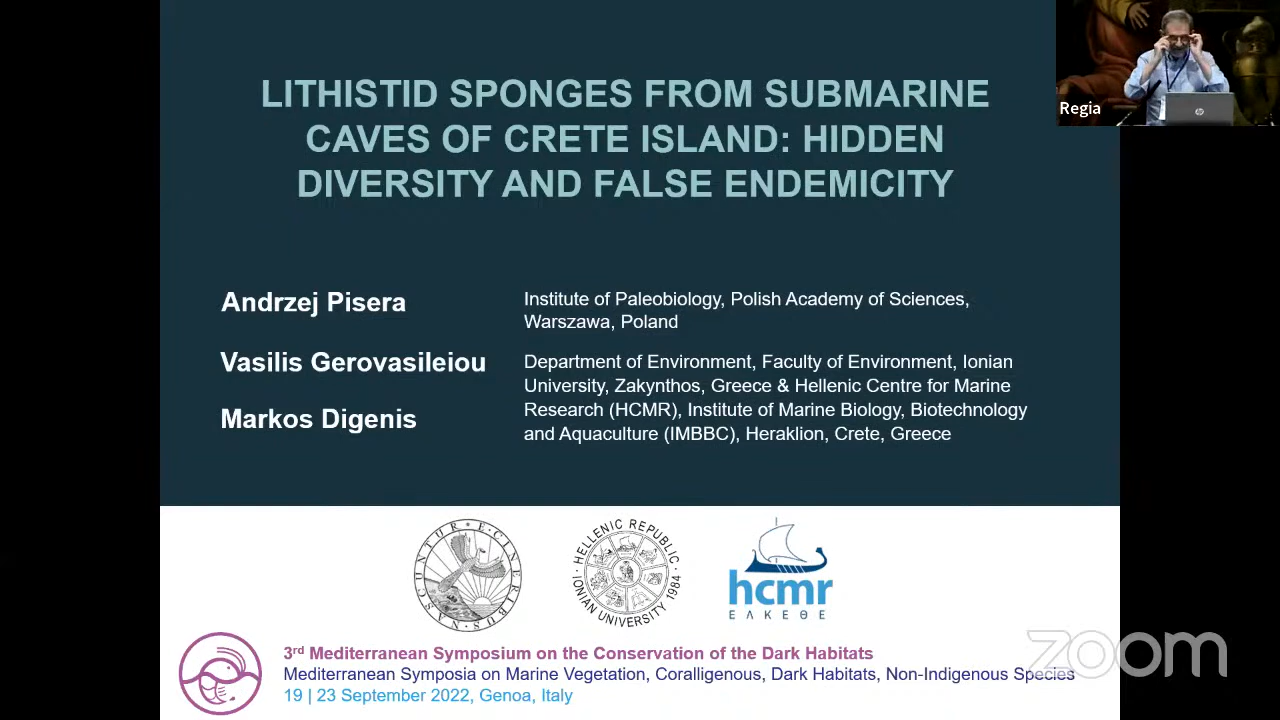 LITHISTID SPONGES FROM SUBMARINE
CAVES OF CRETE ISLAND: HIDDEN
DIVERSITY AND FALSE ENDEMICITY
Regia
Andrzej Pisera
Institute of Paleobiology, Polish Academy of Sciences,
Warszawa, Poland
Vasilis Gerovasileiou
Markos Digenis
Department of Environment, Faculty of Environment, Ionian
University, Zakynthos, Greece & Hellenic Centre for Marine
Research (HCMR), Institute of Marine Biology, Biotechnology
and Aquaculture (IMBBC), Heraklion, Crete, Greece
NASCUNTUR E CINERIBUS
HELLENIC REPUBLIC
IONIAN UNIVERSITY 1984
hcmr
ΕΛΚΕΘΕ
3rd Mediterranean Symposium on the Conservation of the Dark Habitats
Mediterranean Symposia on Marine Vegetation, Coralligenous, Dark Habitats, Non-Indigenous Species
19 | 23 September 2022, Genoa, Italy
zoom
hp